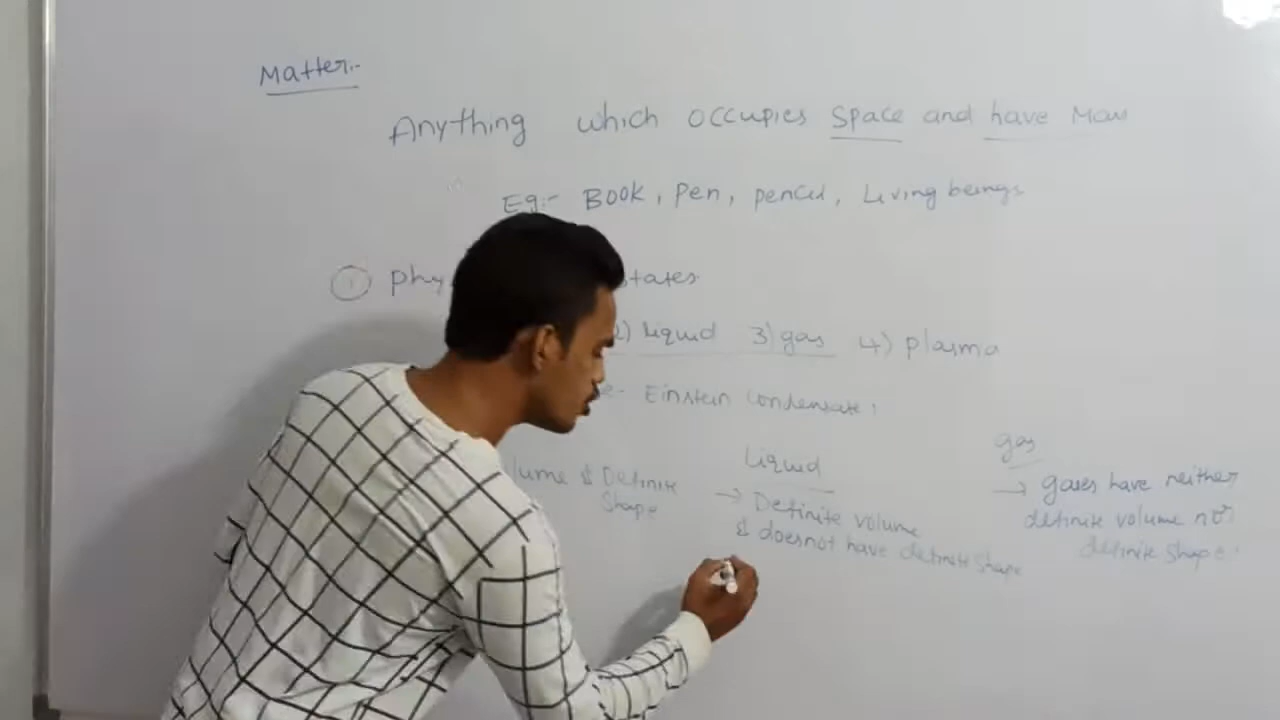 Matter:-
Anything which occupies space and have Mass
Eg:- BOOK, Pen, pencil, Living beings
① phy tates
2) liquid 3) gas 4) plasma
e- Einstein condensate:
gas
Liquid
lume & Definite
Shape
→ Definite volume
& doesnot have definite shape
→ gases have neither
definite volume nor
definite shape: